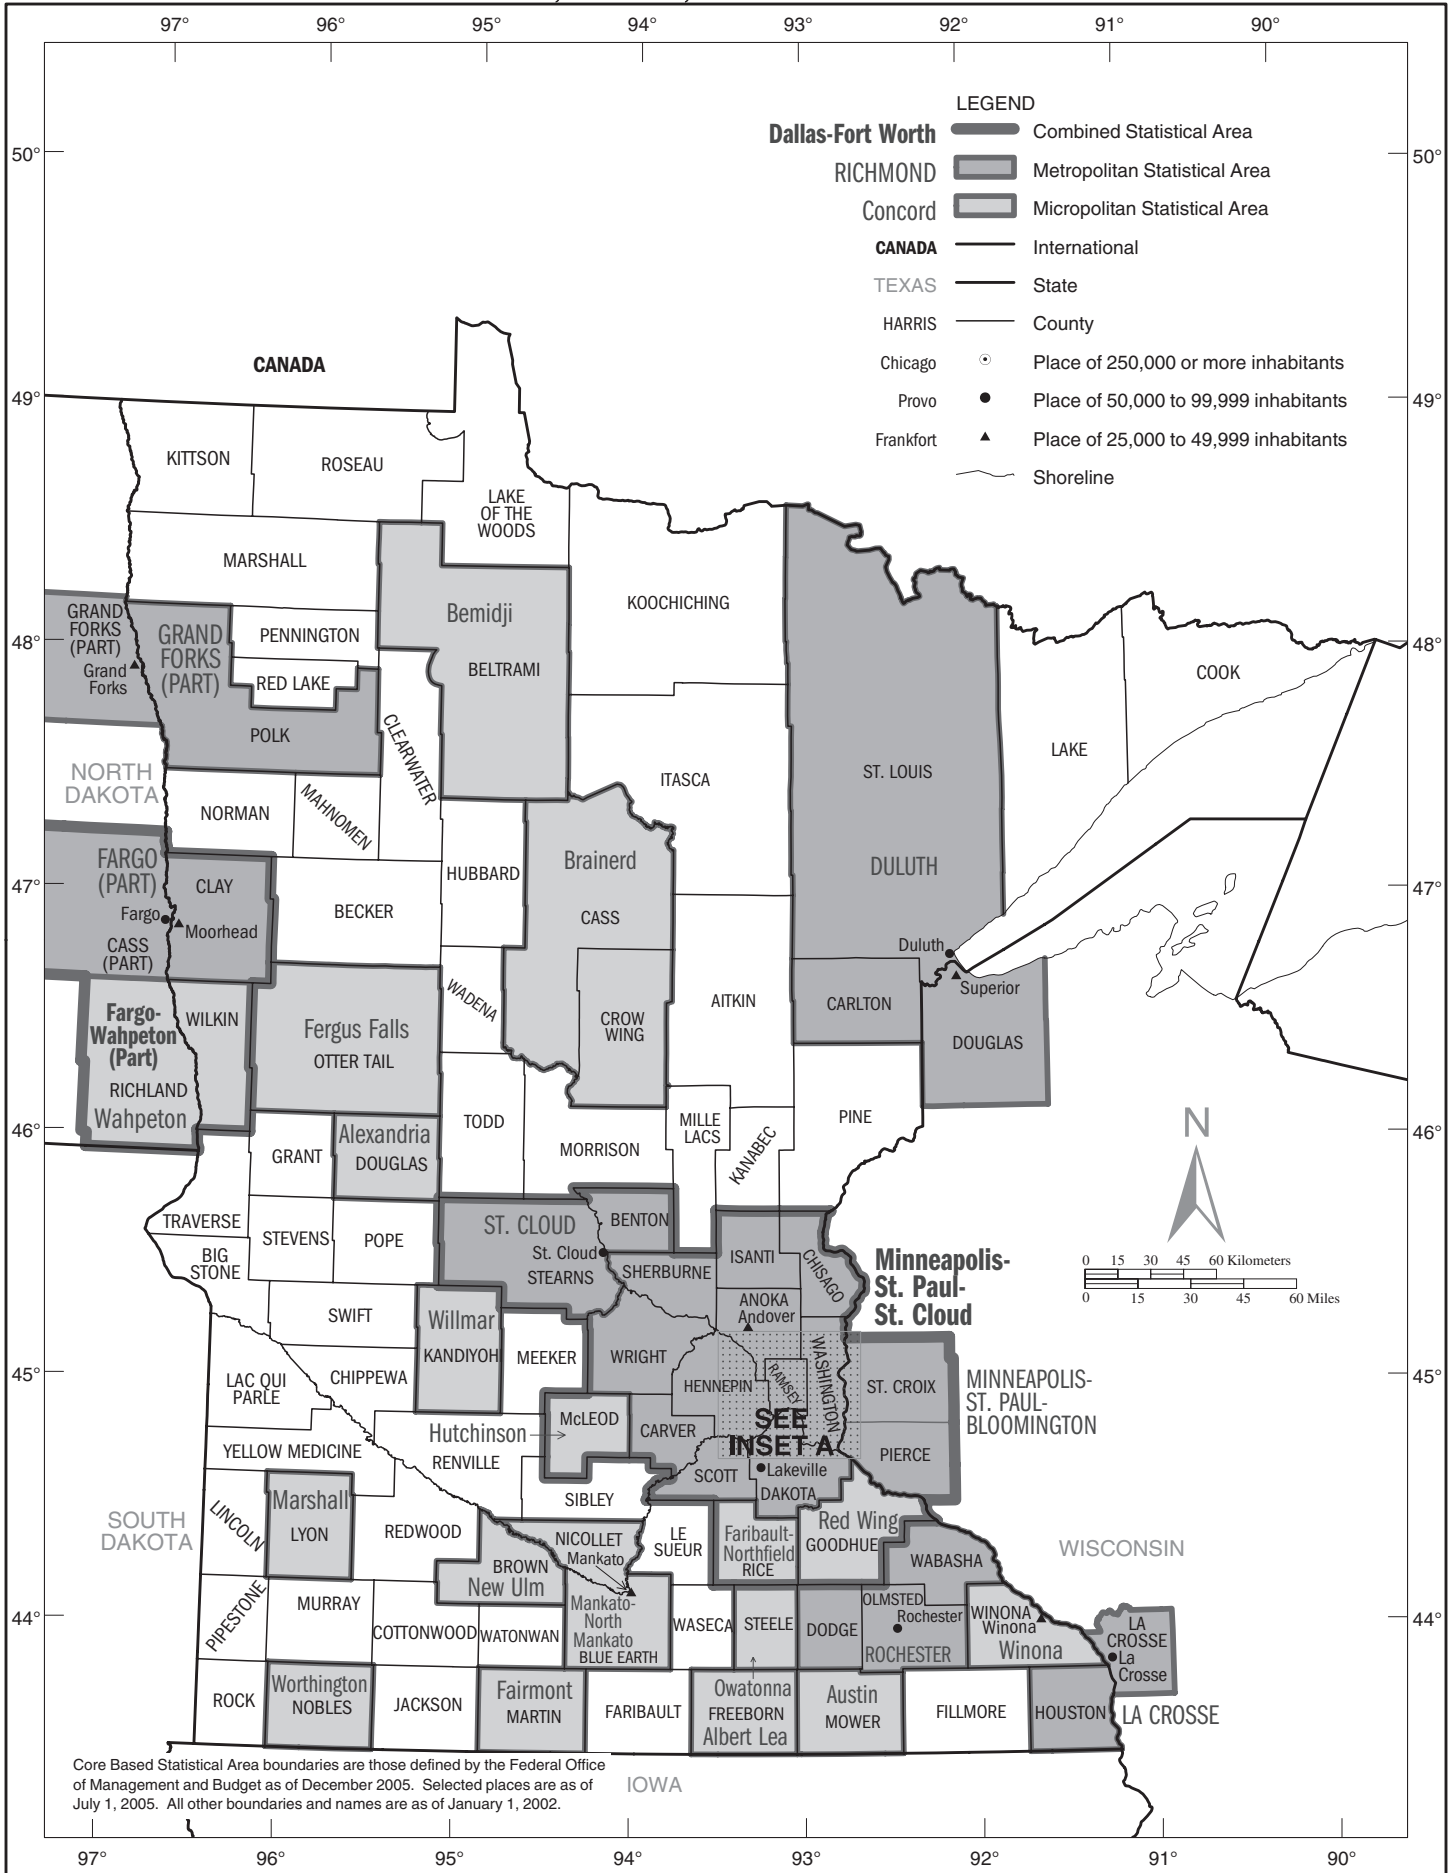 97°
96°
95°
94°
93°
92°
91°
90°
LEGEND
Dallas-Fort Worth
Combined Statistical Area
RICHMOND
Metropolitan Statistical Area
Concord
Micropolitan Statistical Area
CANADA
International
TEXAS
State
HARRIS
County
Chicago
Place of 250,000 or more inhabitants
Provo
Place of 50,000 to 99,999 inhabitants
Frankfort
Place of 25,000 to 49,999 inhabitants
Shoreline
50°
50°
49°
49°
48°
48°
47°
47°
46°
46°
45°
45°
44°
44°
CANADA
KITTSON
ROSEAU
LAKE
OF THE
WOODS
MARSHALL
KOOCHICHING
GRAND
FORKS
(PART)
Grand
Forks
GRAND
FORKS
(PART)
PENNINGTON
RED LAKE
POLK
Bemidji
BELTRAMI
CLEARWATER
COOK
LAKE
ST. LOUIS
ITASCA
NORTH
DAKOTA
NORMAN
MAHNOMEN
DULUTH
FARGO
(PART)
CLAY
Fargo
Moorhead
CASS
(PART)
BECKER
HUBBARD
Brainerd
CASS
Duluth
Superior
WADENA
AITKIN
CARLTON
DOUGLAS
Fargo-
Wahpeton
(Part)
WILKIN
RICHLAND
Wahpeton
Fergus Falls
OTTER TAIL
CROW
WING
TODD
MILLE
LACS
KANABEC
PINE
Alexandria
DOUGLAS
GRANT
MORRISON
N
TRAVERSE
STEVENS
POPE
ST. CLOUD
St. Cloud
STEARNS
BENTON
SHERBURNE
ISANTI
CHISAGO
Minneapolis-
St. Paul-
St. Cloud
0 15 30 45 60 Kilometers
0 15 30 45 60 Miles
BIG
STONE
SWIFT
Willmar
KANDIYOHI
MEEKER
WRIGHT
ANOKA
Andover
WASHINGTON
HENNEPIN
RAMSEY
ST. CROIX
PIERCE
MINNEAPOLIS-
ST. PAUL-
BLOOMINGTON
LAC QUI
PARLE
CHIPPEWA
McLEOD
Hutchinson
CARVER
SEE
INSET A
YELLOW MEDICINE
RENVILLE
SCOTT
Lakeville
DAKOTA
SIBLEY
SOUTH
DAKOTA
LINCOLN
Marshall
LYON
REDWOOD
NICOLLET
Mankato
LE
SUEUR
Faribault-
Northfield
RICE
Red Wing
GOODHUE
WABASHA
WISCONSIN
BROWN
New Ulm
PIPESTONE
MURRAY
COTTONWOOD
WATONWAN
Mankato-
North
Mankato
BLUE EARTH
WASECA
STEELE
DODGE
OLMSTED
Rochester
ROCHESTER
WINONA
Winona
Winona
LA
CROSSE
La
Crosse
ROCK
Worthington
NOBLES
JACKSON
Fairmont
MARTIN
FARIBAULT
Owatonna
FREEBORN
Albert Lea
Austin
MOWER
FILLMORE
HOUSTON
LA CROSSE
IOWA
Core Based Statistical Area boundaries are those defined by the Federal Office
of Management and Budget as of December 2005. Selected places are as of
July 1, 2005. All other boundaries and names are as of January 1, 2002.
97°
96°
95°
94°
93°
92°
91°
90°